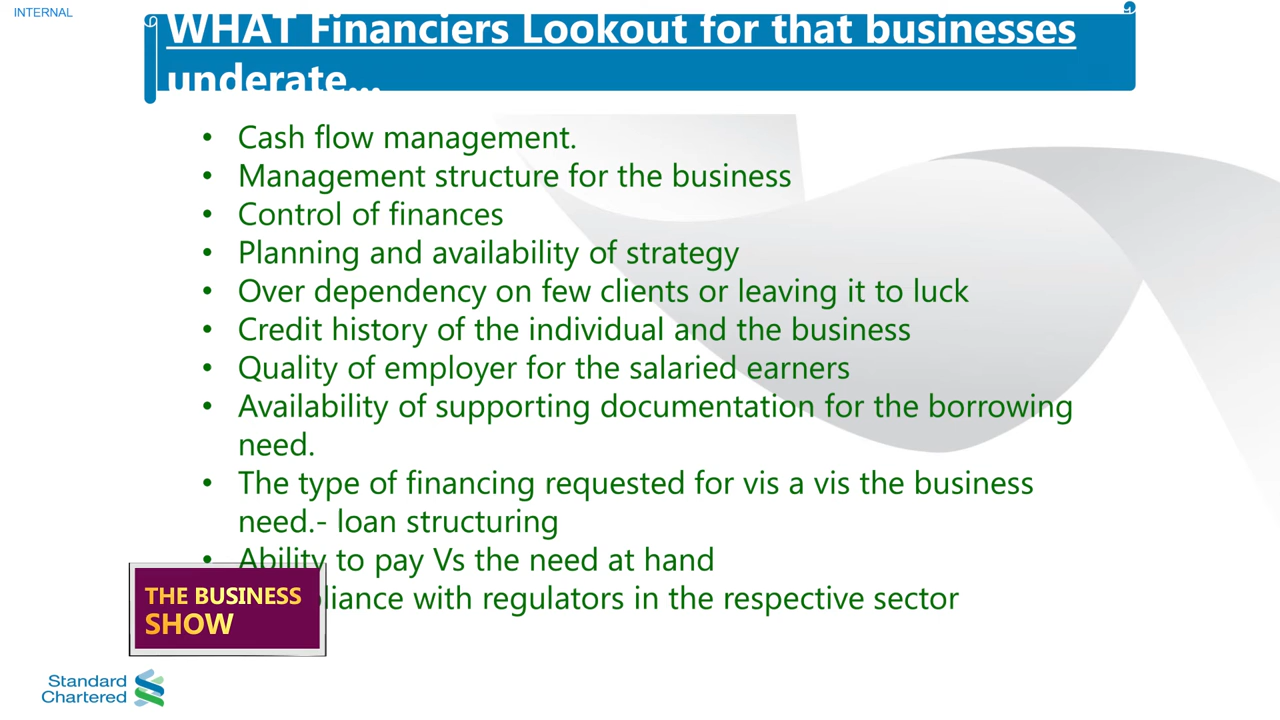 INTERNAL
WHAT Financiers Lookout for that businesses
underate...
• Cash flow management.
• Management structure for the business
• Control of finances
• Planning and availability of strategy
• Over dependency on few clients or leaving it to luck
• Credit history of the individual and the business
• Quality of employer for the salaried earners
• Availability of supporting documentation for the borrowing
need.
• The type of financing requested for vis a vis the business
need.- loan structuring
• Ability to pay Vs the need at hand
with regulators in the respective sector
THE BUSINESS
SHOW
Standard
Chartered